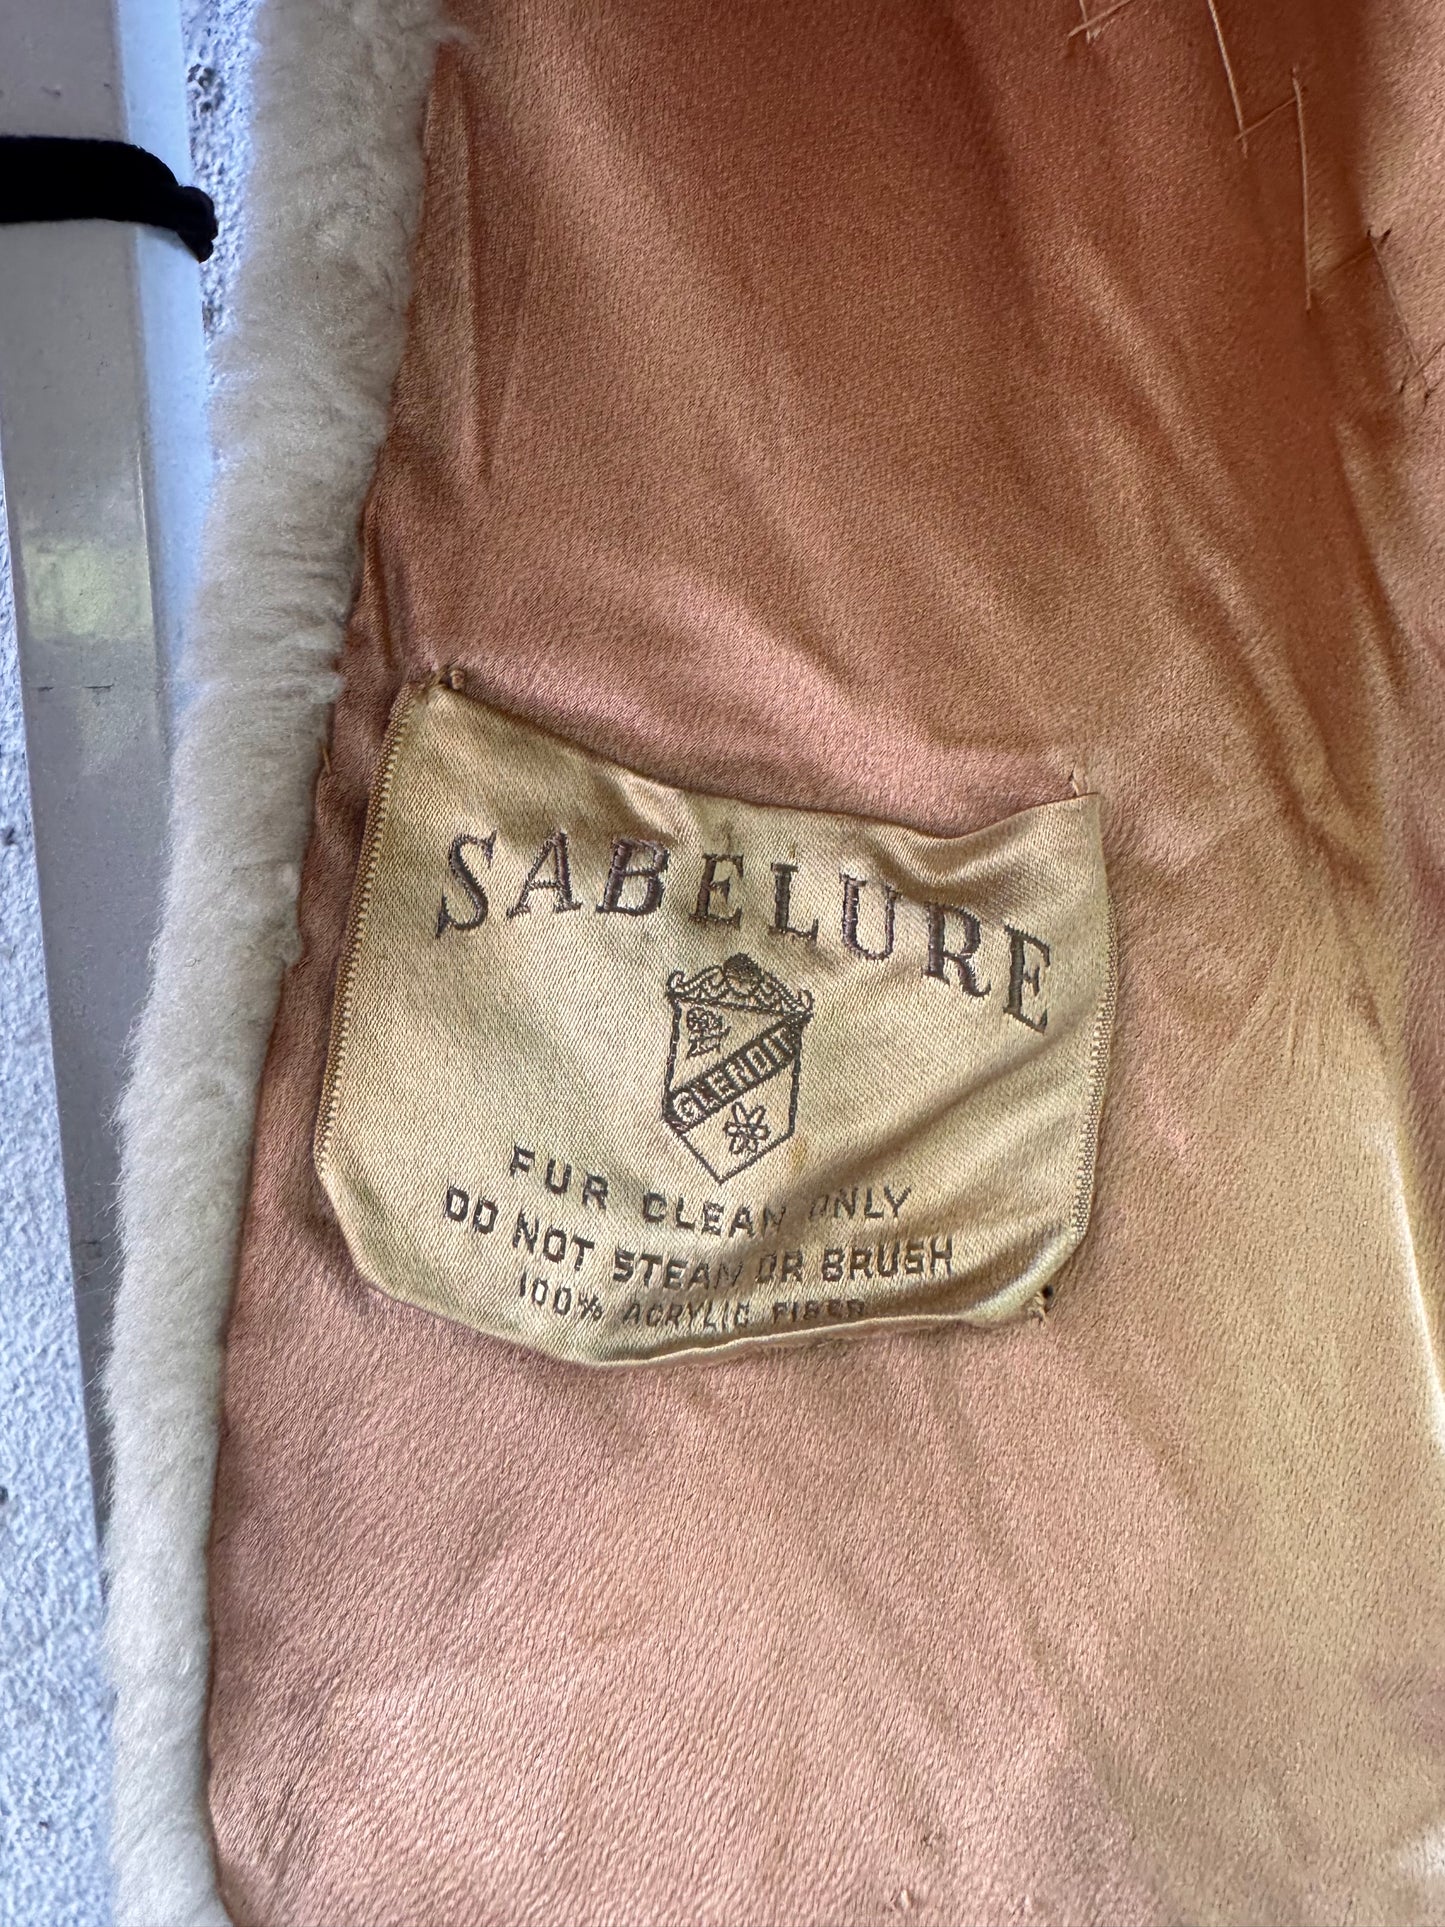 SABELURE
GLENOIT
FUR CLEAN ONLY
DO NOT STEAM OR BRUSH
100% ACRYLIC FIBER